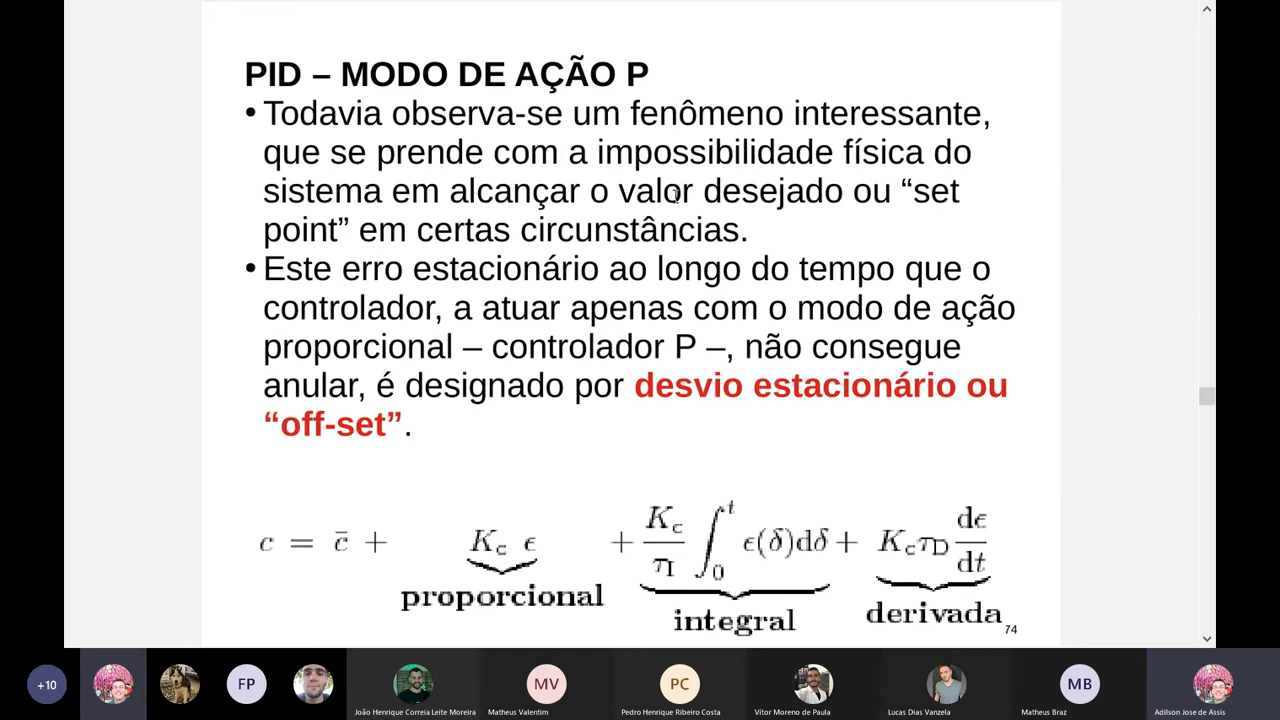 PID – MODO DE AÇÃO P
• Todavia observa-se um fenômeno interessante,
que se prende com a impossibilidade física do
sistema em alcançar o valor desejado ou “set
point” em certas circunstâncias.
• Este erro estacionário ao longo do tempo que o
controlador, a atuar apenas com o modo de ação
proporcional – controlador P –, não consegue
anular, é designado por desvio estacionário ou
“off-set”.
c = c̄ + K_c ϵ + K_c/τ_I ∫_0^t ϵ(δ)dδ + K_c τ_D dϵ/dt
proporcional integral derivada
74
+10 FP MV PC MB
João Henrique Correia Leite Moreira Matheus Valentim Pedro Henrique Ribeiro Costa Vítor Moreno de Paula Lucas Dias Vanzela Matheus Braz Adilson Jose de Assis